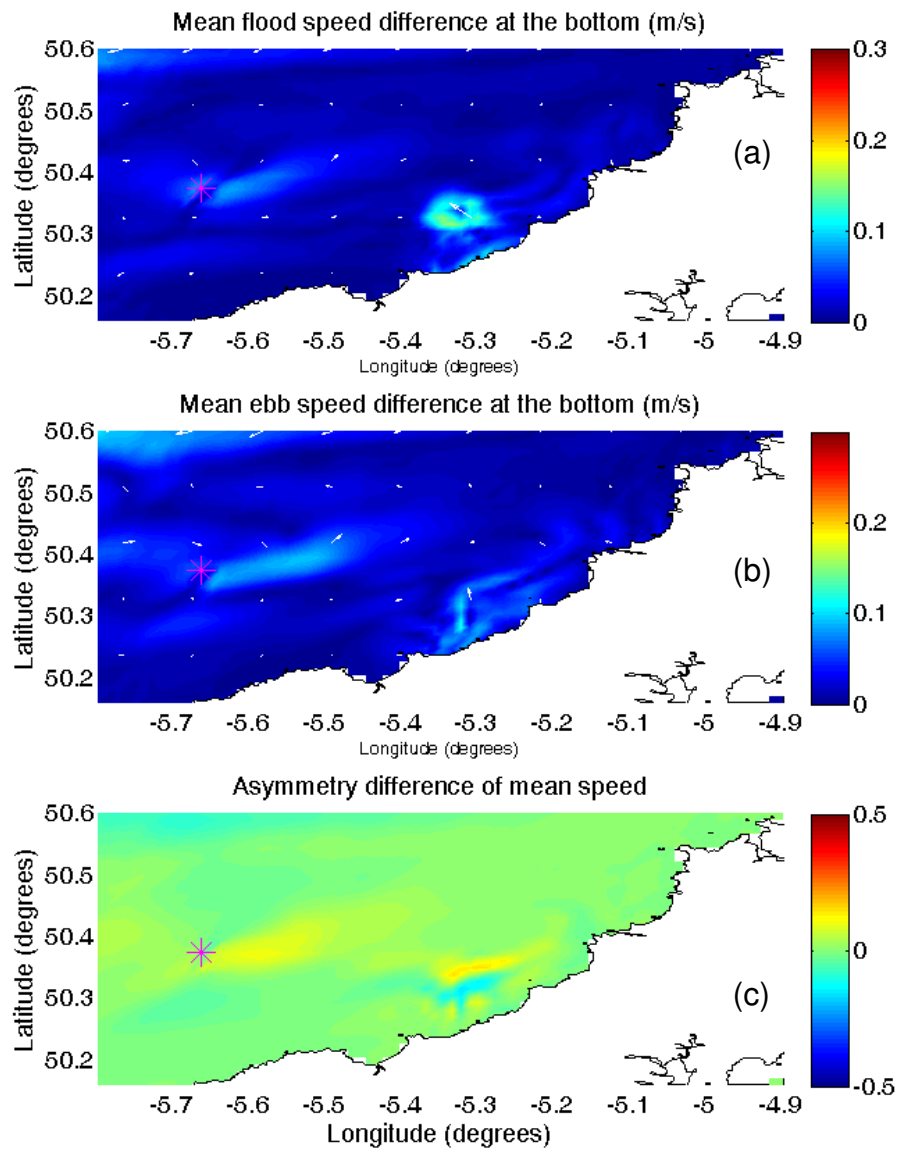 Mean flood speed difference at the bottom (m/s)
Latitude (degrees)
50.6
50.5
50.4
50.3
50.2
(a)
0.3
0.2
0.1
0
-5.7 -5.6 -5.5 -5.4 -5.3 -5.2 -5.1 -5 -4.9
Longitude (degrees)
Mean ebb speed difference at the bottom (m/s)
Latitude (degrees)
50.6
50.5
50.4
50.3
50.2
(b)
0.2
0.1
0
-5.7 -5.6 -5.5 -5.4 -5.3 -5.2 -5.1 -5 -4.9
Longitude (degrees)
Asymmetry difference of mean speed
Latitude (degrees)
50.6
50.5
50.4
50.3
50.2
(c)
0.5
0
-0.5
-5.7 -5.6 -5.5 -5.4 -5.3 -5.2 -5.1 -5 -4.9
Longitude (degrees)